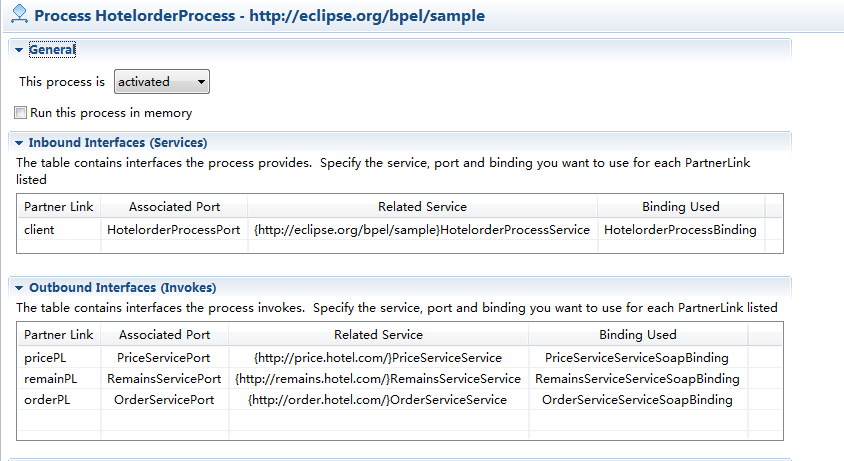 Process HotelorderProcess - http://eclipse.org/bpel/sample
General
This process is activated
Run this process in memory
Inbound Interfaces (Services)
The table contains interfaces the process provides.  Specify the service, port and binding you want to use for each PartnerLink
listed
Partner Link Associated Port Related Service Binding Used
client HotelorderProcessPort {http://eclipse.org/bpel/sample}HotelorderProcessService HotelorderProcessBinding
Outbound Interfaces (Invokes)
The table contains interfaces the process invokes.  Specify the service, port and binding you want to use for each PartnerLink listed
Partner Link Associated Port Related Service Binding Used
pricePL PriceServicePort {http://price.hotel.com/}PriceServiceService PriceServiceServiceSoapBinding
remainPL RemainsServicePort {http://remains.hotel.com/}RemainsServiceService RemainsServiceServiceSoapBinding
orderPL OrderServicePort {http://order.hotel.com/}OrderServiceService OrderServiceServiceSoapBinding